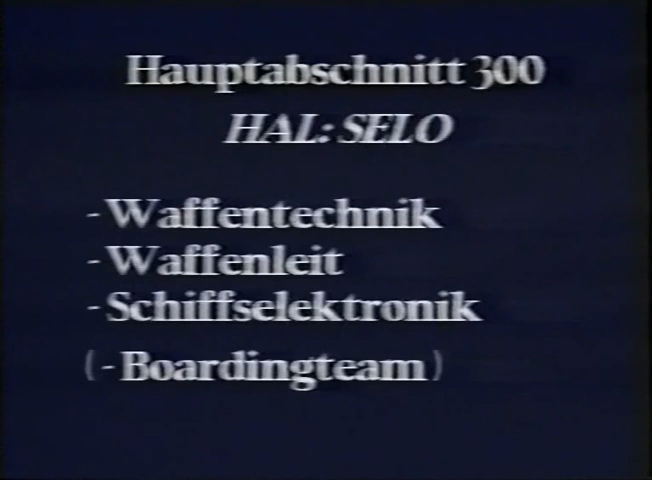 Hauptabschnitt 300
HAL: SELO
- Waffentechnik
- Waffenleit
- Schiffselektronik
(- Boardingteam)